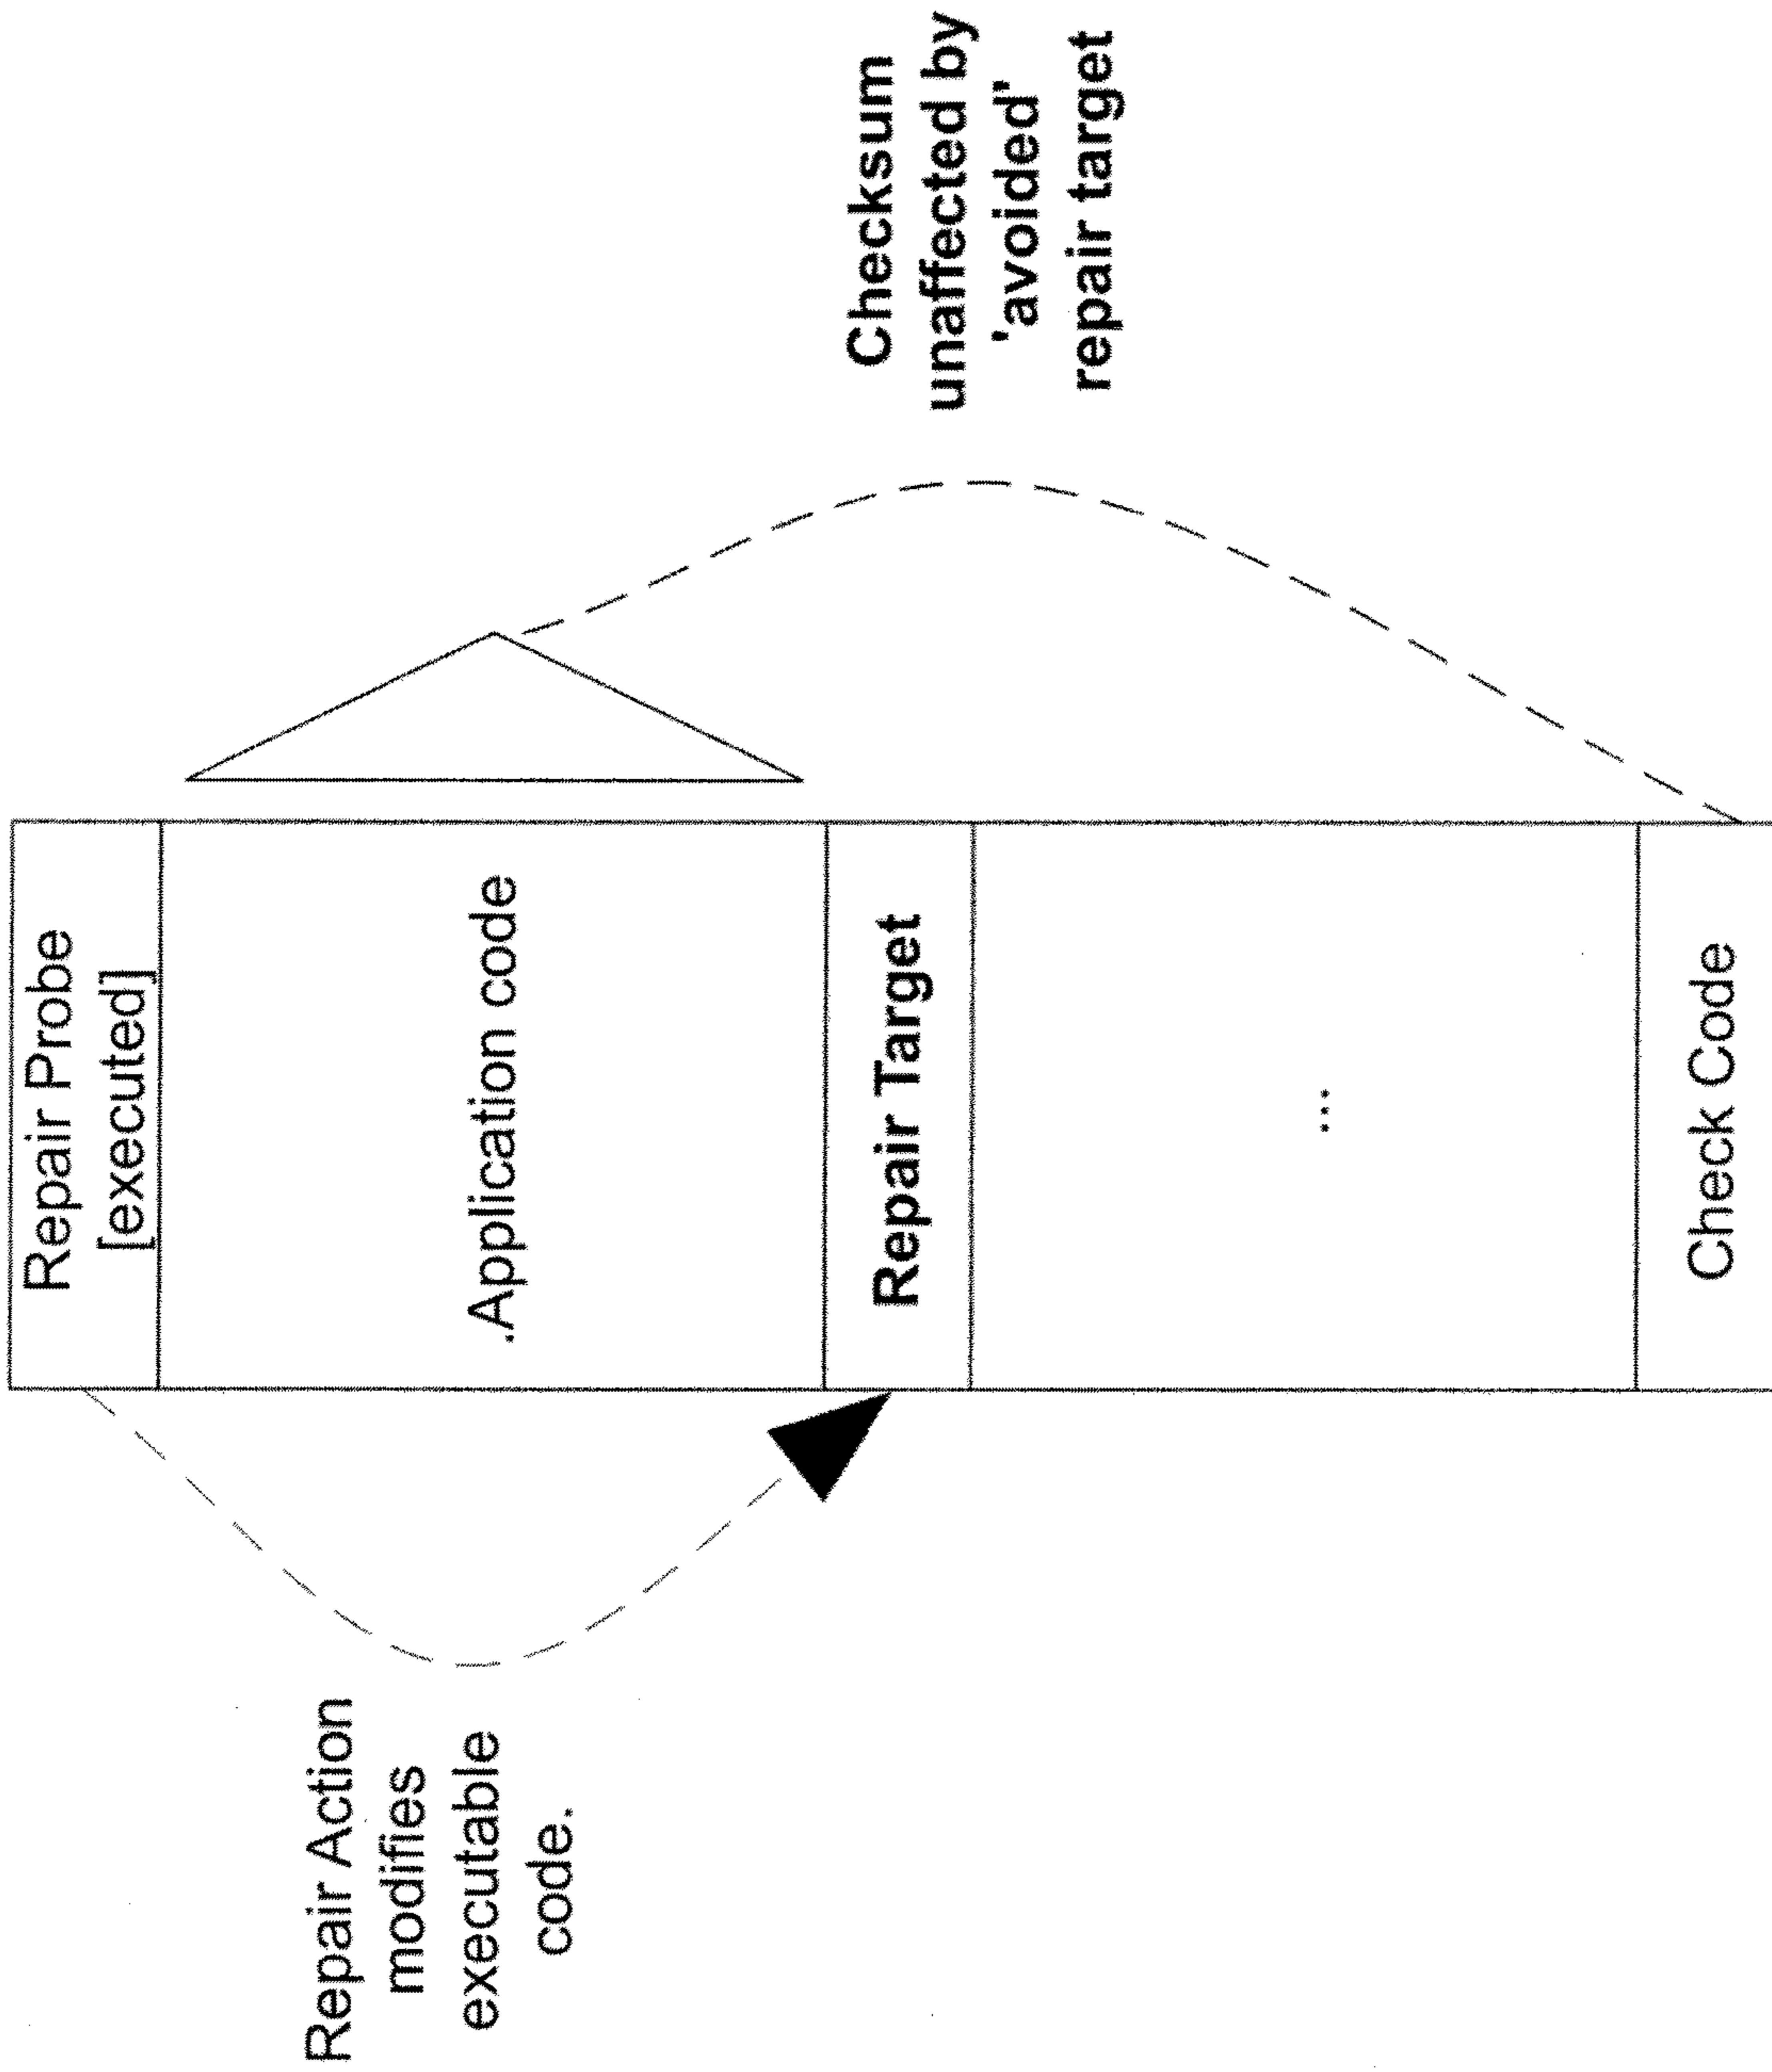 Repair Probe
[executed]
.Application code
Repair Target
...
Check Code
Repair Action
modifies
executable
code.
Checksum
unaffected by
'avoided'
repair target